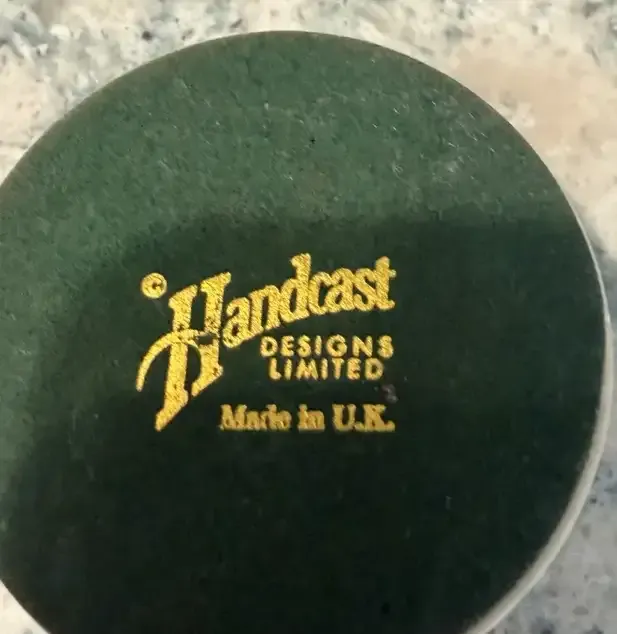 © Handcast
DESIGNS
LIMITED
Made in U.K.